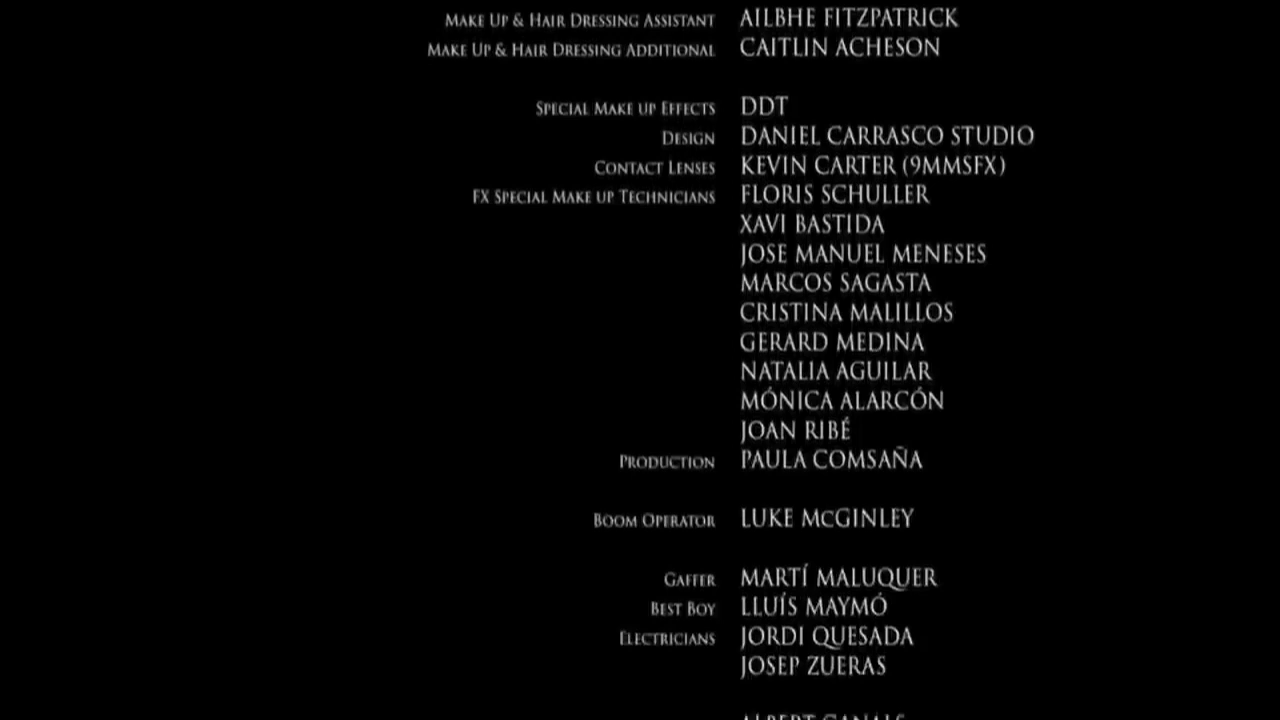 Make Up & Hair Dressing Assistant AILBHE FITZPATRICK
Make Up & Hair Dressing Additional CAITLIN ACHESON
Special Make up Effects DDT
Design DANIEL CARRASCO STUDIO
Contact Lenses KEVIN CARTER (9MMSFX)
FX Special Make up Technicians FLORIS SCHULLER
XAVI BASTIDA
JOSE MANUEL MENESES
MARCOS SAGASTA
CRISTINA MALILLOS
GERARD MEDINA
NATALIA AGUILAR
MÓNICA ALARCÓN
JOAN RIBÉ
Production PAULA COMSAÑA
Boom Operator LUKE McGINLEY
Gaffer MARTÍ MALUQUER
Best Boy LLUÍS MAYMÓ
Electricians JORDI QUESADA
JOSEP ZUERAS